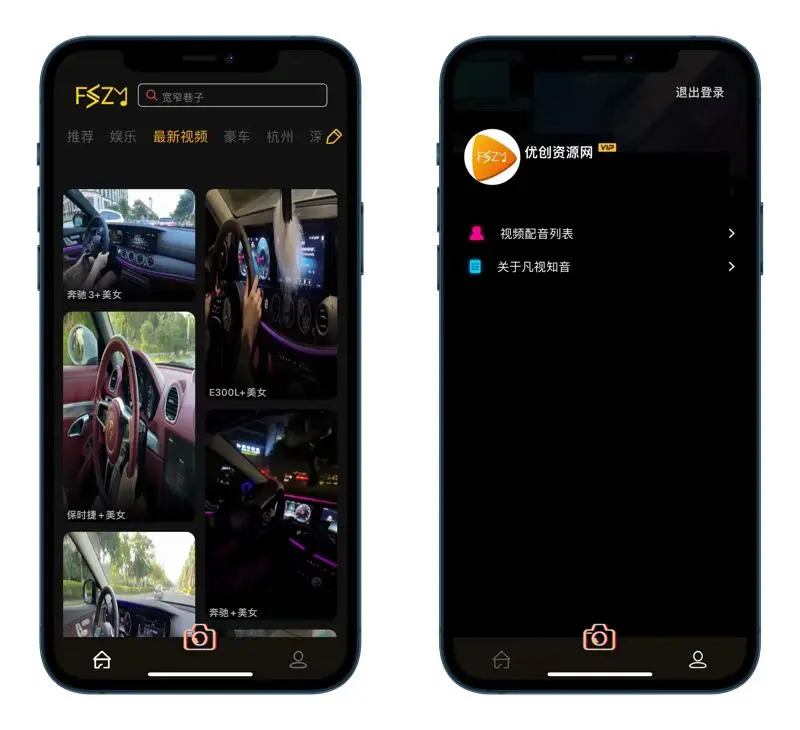 FSZY
宽窄巷子
推荐 娱乐 最新视频 豪车 杭州 深
奔驰3+美女
E300L+美女
保时捷+美女
奔驰+美女
退出登录
FSZY
优创资源网 VIP
视频配音列表
关于凡视知音